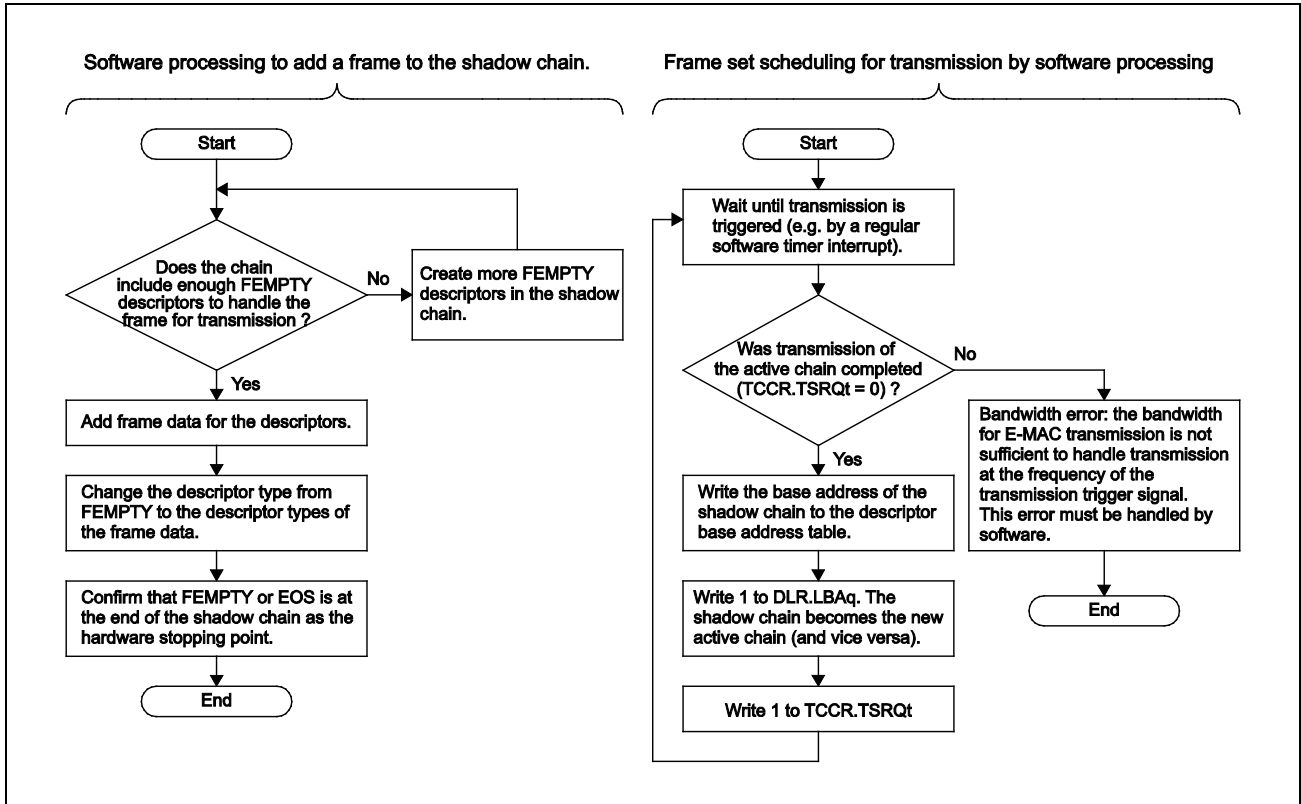 Software processing to add a frame to the shadow chain.
Start
Does the chain
include enough FEMPTY
descriptors to handle the
frame for transmission ?
No
Create more FEMPTY
descriptors in the shadow
chain.
Yes
Add frame data for the descriptors.
Change the descriptor type from
FEMPTY to the descriptor types of
the frame data.
Confirm that FEMPTY or EOS is at
the end of the shadow chain as the
hardware stopping point.
End
Frame set scheduling for transmission by software processing
Start
Wait until transmission is
triggered (e.g. by a regular
software timer interrupt).
Was transmission of
the active chain completed
(TCCR.TSRQt = 0) ?
No
Bandwidth error: the bandwidth
for E-MAC transmission is not
sufficient to handle transmission
at the frequency of the
transmission trigger signal.
This error must be handled by
software.
End
Yes
Write the base address of the
shadow chain to the descriptor
base address table.
Write 1 to DLR.LBAq. The
shadow chain becomes the new
active chain (and vice versa).
Write 1 to TCCR.TSRQt